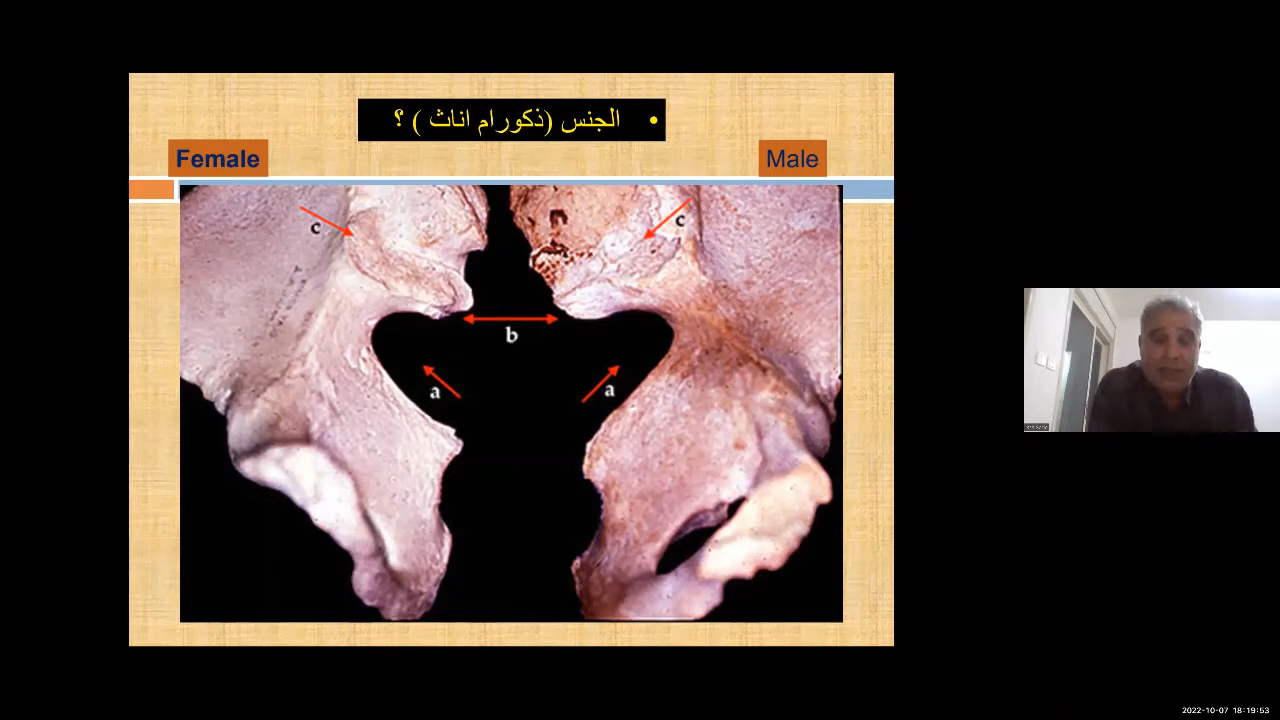 • الجنس (ذكورام اناث ) ؟
Female
Male
c
c
b
a
a
2022-10-07 18:19:53